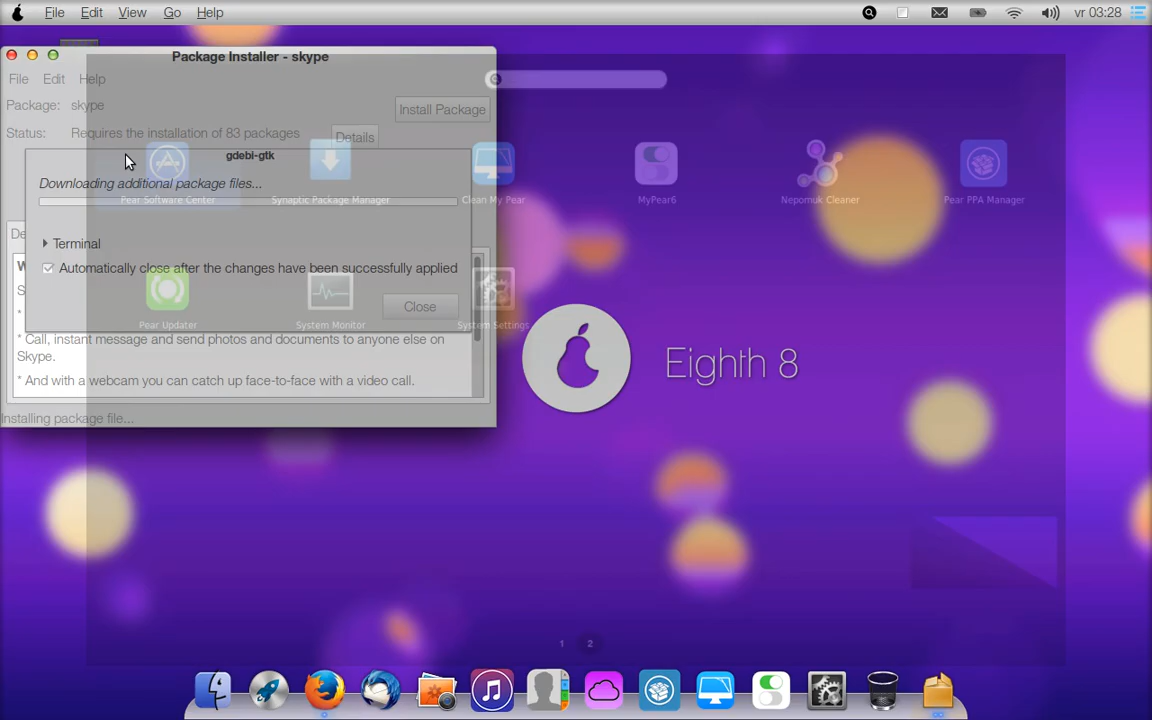 File Edit View Go Help vr 03:28
Package Installer - skype
File Edit Help
Package: skype
Install Package
Status: Requires the installation of 83 packages
Details
gdebi-gtk
Downloading additional package files...
Pear Software Center Synaptic Package Manager Clean My Pear MyPear6 Nepomuk Cleaner Pear PPA Manager
De
Terminal
W
Automatically close after the changes have been successfully applied
S
Close
*
Pear Updater System Monitor System Settings
* Call, instant message and send photos and documents to anyone else on
Skype.
Eighth 8
* And with a webcam you can catch up face-to-face with a video call.
Installing package file...
1 2